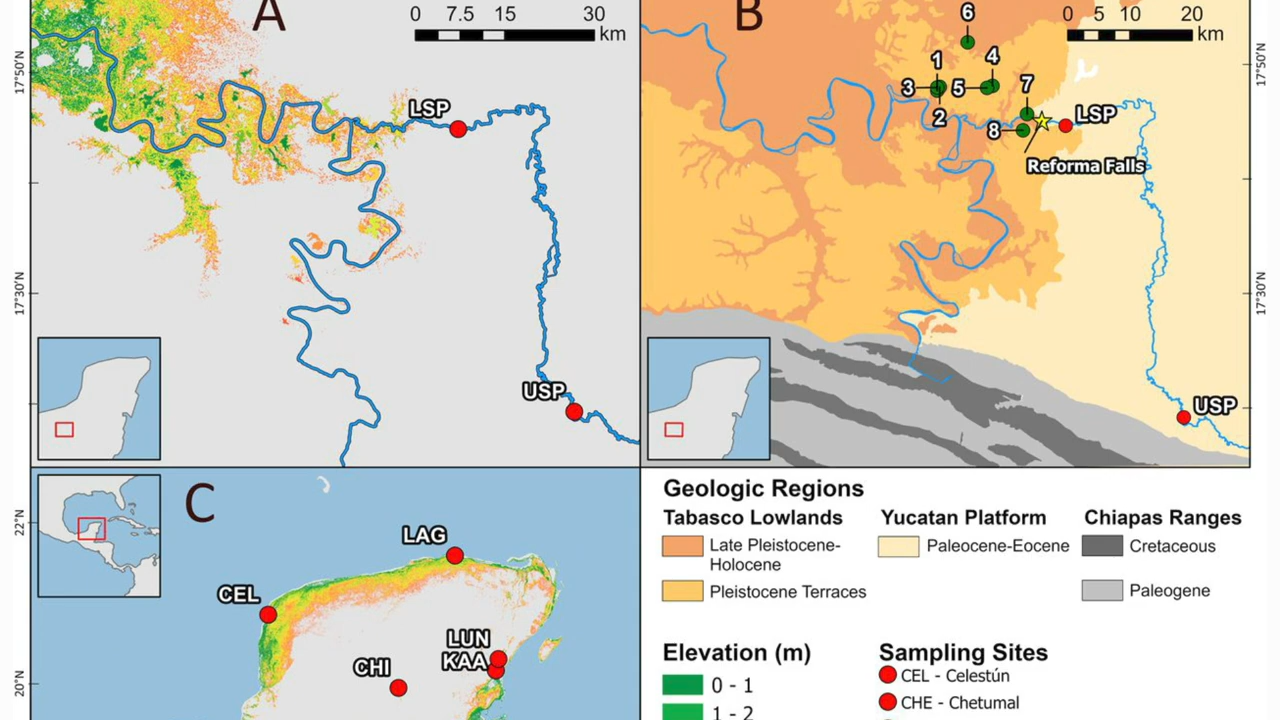 A
0 7.5 15 30
km
17°50'N
LSP
17°30'N
USP
B
0 5 10 20
km
6
1
4
3
5
7
2
8
LSP
Reforma Falls
17°50'N
17°30'N
USP
C
22°N
LAG
CEL
LUN
KAA
CHI
20°N
Geologic Regions
Tabasco Lowlands
Late Pleistocene-
Holocene
Pleistocene Terraces
Yucatan Platform
Paleocene-Eocene
Chiapas Ranges
Cretaceous
Paleogene
Elevation (m)
0 - 1
1 - 2
Sampling Sites
CEL - Celestún
CHE - Chetumal